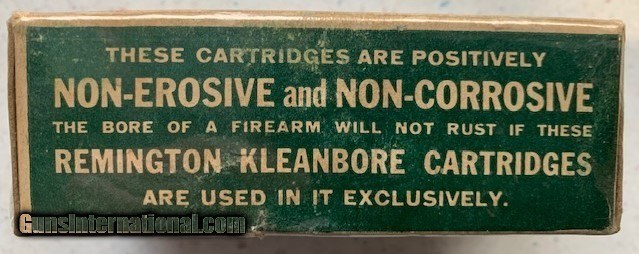 THESE CARTRIDGES ARE POSITIVELY
NON-EROSIVE and NON-CORROSIVE
THE BORE OF A FIREARM WILL NOT RUST IF THESE
REMINGTON KLEANBORE CARTRIDGES
ARE USED IN IT EXCLUSIVELY.
GunsInternational.com